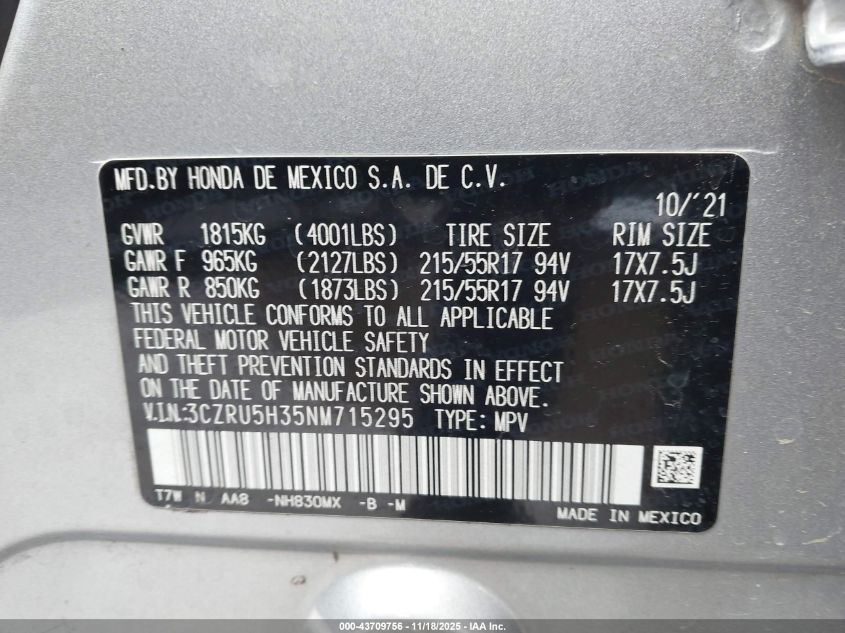 MFD.BY HONDA DE MEXICO S.A. DE C.V.
10/'21
GVWR 1815KG (4001LBS) TIRE SIZE RIM SIZE
GAWR F 965KG (2127LBS) 215/55R17 94V 17X7.5J
GAWR R 850KG (1873LBS) 215/55R17 94V 17X7.5J
THIS VEHICLE CONFORMS TO ALL APPLICABLE
FEDERAL MOTOR VEHICLE SAFETY
AND THEFT PREVENTION STANDARDS IN EFFECT
ON THE DATE OF MANUFACTURE SHOWN ABOVE.
V.I.N:3CZRU5H35NM715295 TYPE: MPV
T7W N AA8 -NH830MX -B -M
MADE IN MEXICO
000-43709756 - 11/18/2025 - IAA Inc.